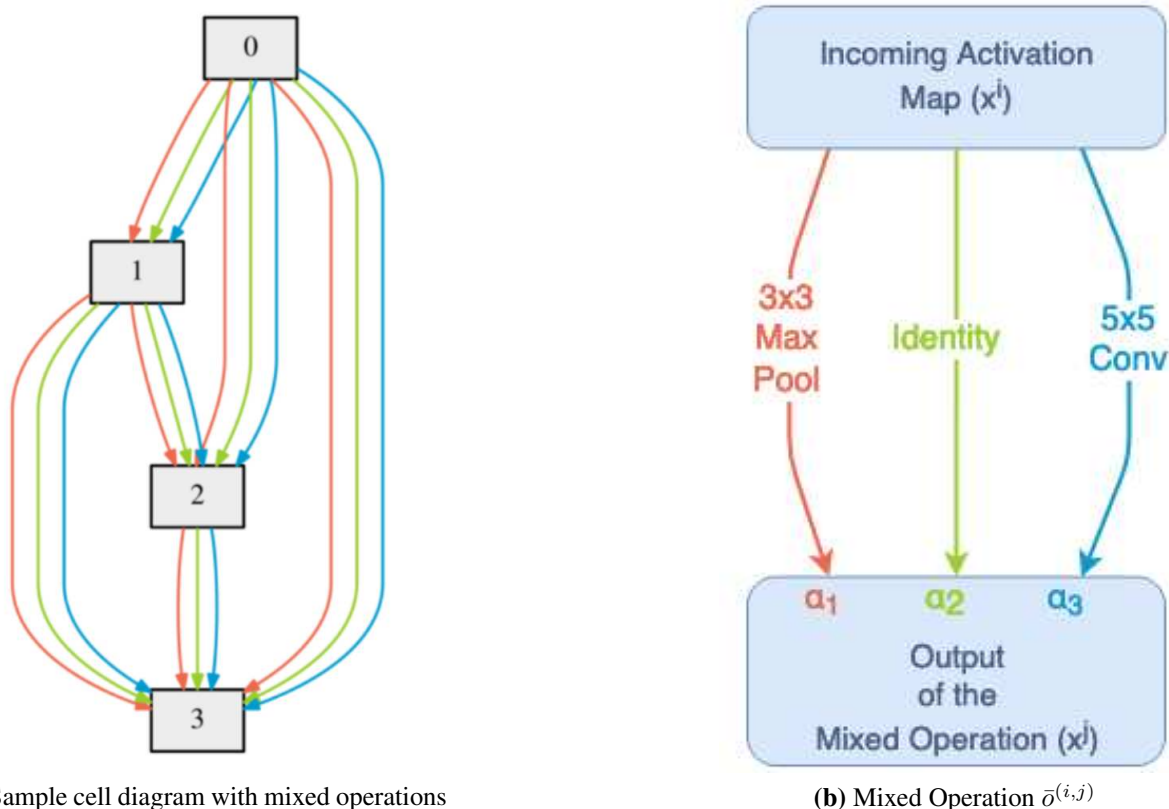 0
1
2
3
Sample cell diagram with mixed operations
Incoming Activation
Map (xⁱ)
3x3
Max
Pool
Identity
5x5
Conv
α₁ α₂ α₃
Output
of the
Mixed Operation (xʲ)
(b) Mixed Operation ō⁽ⁱ,ʲ⁾